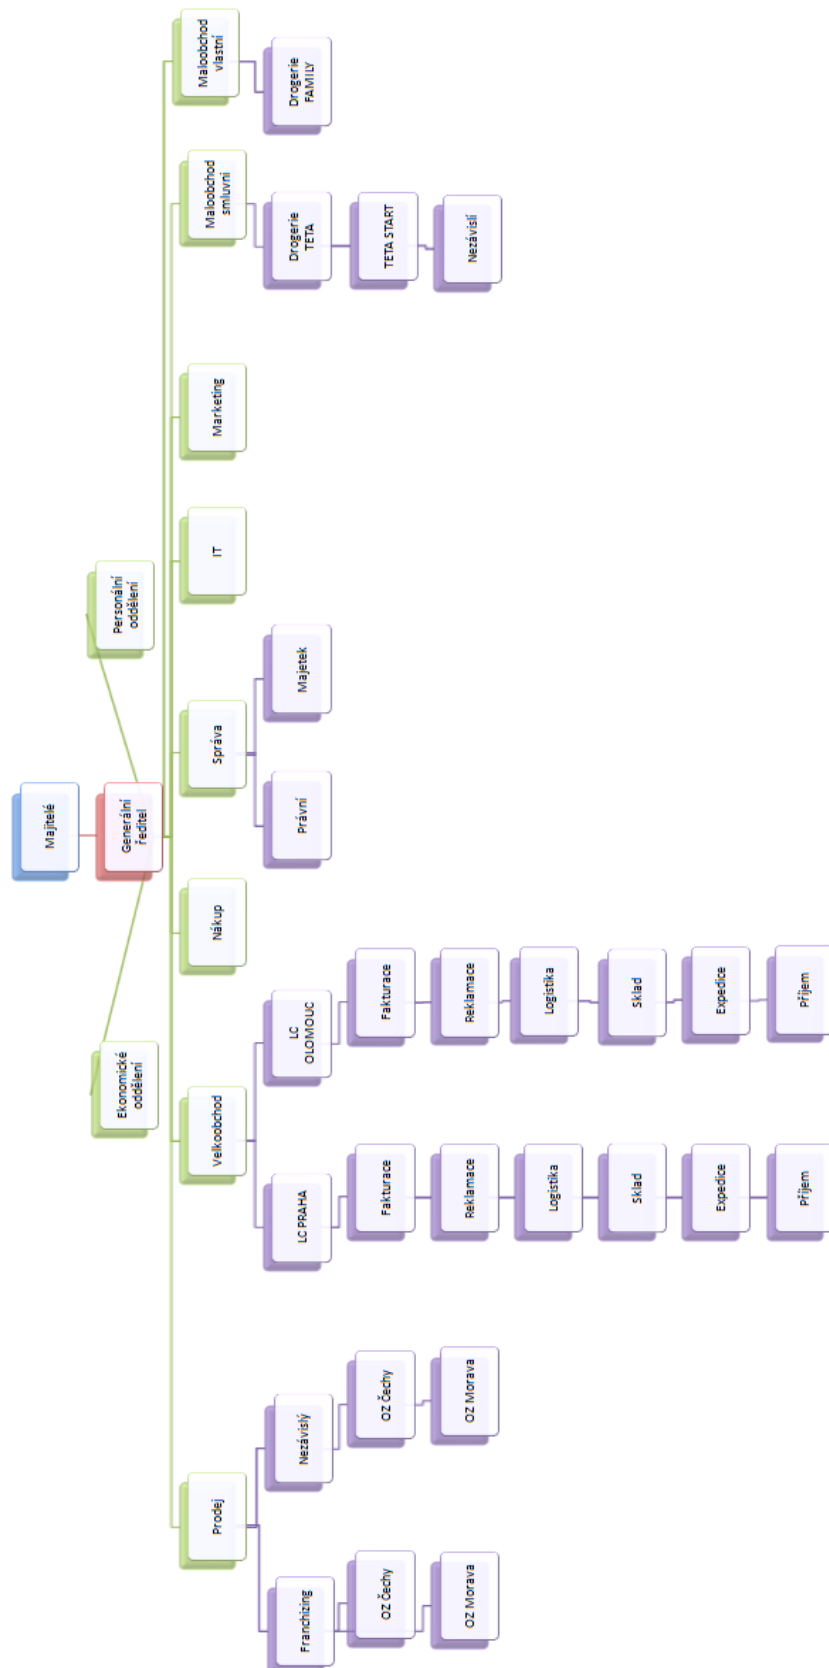 Majitelé
Generální
ředitel
Ekonomické
oddělení
Personální
oddělení
Prodej
Velkoobchod
Nákup
Správa
IT
Marketing
Maloobchod
smluvní
Maloobchod
vlastní
Franchizing
Nezávislý
LC PRAHA
LC
OLOMOUC
Právní
Majetek
Drogerie
TETA
Drogerie
FAMILY
OZ Čechy
OZ Čechy
Fakturace
Fakturace
TETA START
OZ Morava
OZ Morava
Reklamace
Reklamace
Nezávislí
Logistika
Logistika
Sklad
Sklad
Expedice
Expedice
Příjem
Příjem